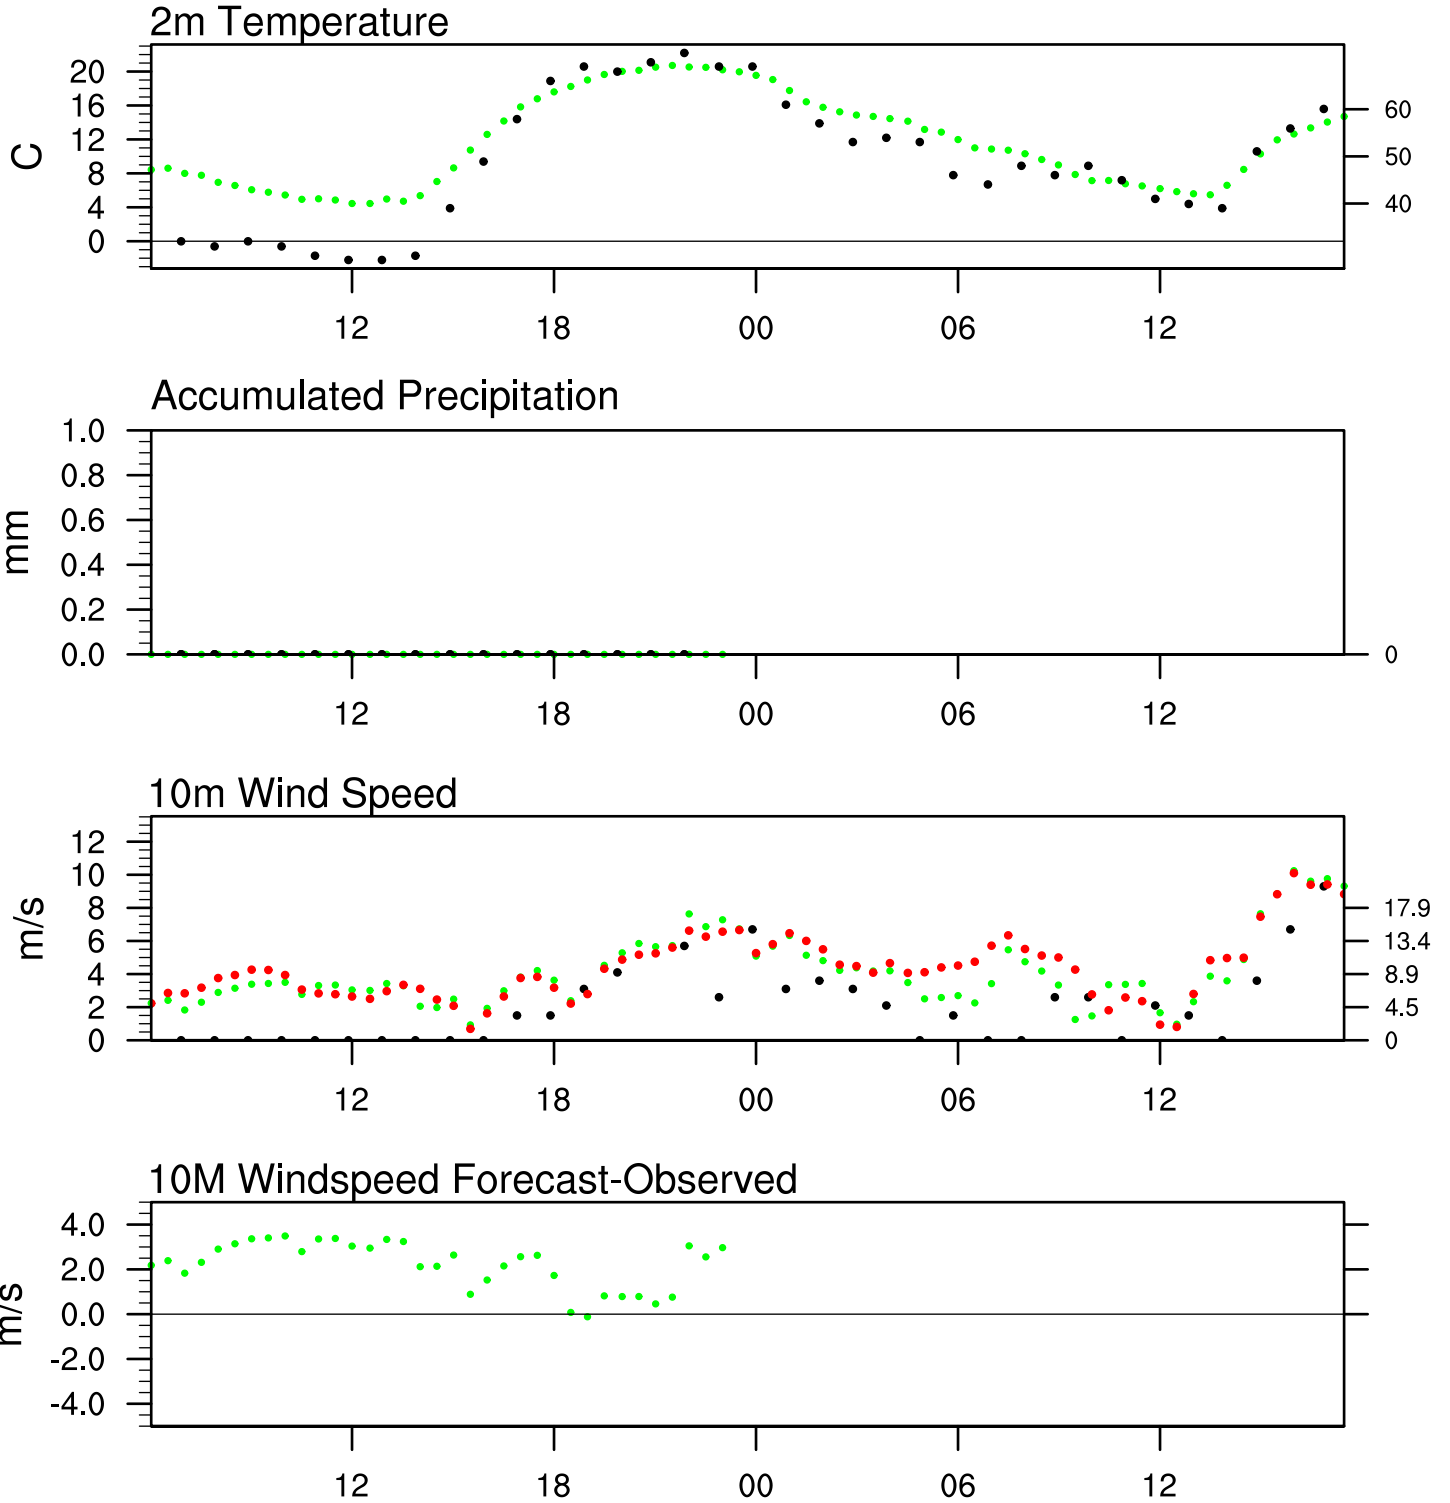 2m Temperature
20
16
12
8
4
0
C
60
50
40
12 18 00 06 12
Accumulated Precipitation
1.0
0.8
0.6
0.4
0.2
0.0
mm
0
12 18 00 06 12
10m Wind Speed
12
10
8
6
4
2
0
m/s
17.9
13.4
8.9
4.5
0
12 18 00 06 12
10M Windspeed Forecast-Observed
4.0
2.0
0.0
-2.0
-4.0
m/s
12 18 00 06 12